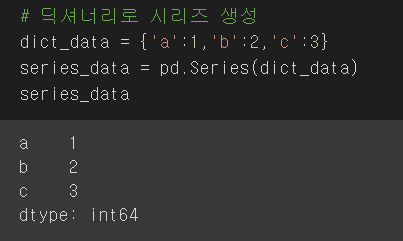 # 딕셔너리로 시리즈 생성
dict_data = {'a':1,'b':2,'c':3}
series_data = pd.Series(dict_data)
series_data
a    1
b    2
c    3
dtype: int64